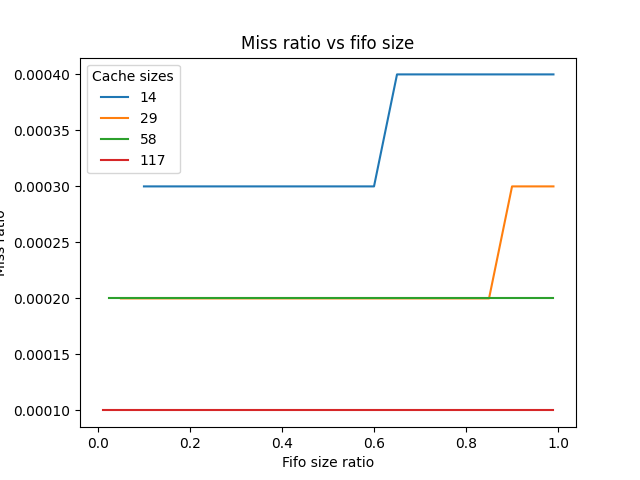 Miss ratio vs fifo size
Cache sizes
14
29
58
117
0.00040
0.00035
0.00030
0.00025
0.00020
0.00015
0.00010
Miss ratio
0.0 0.2 0.4 0.6 0.8 1.0
Fifo size ratio